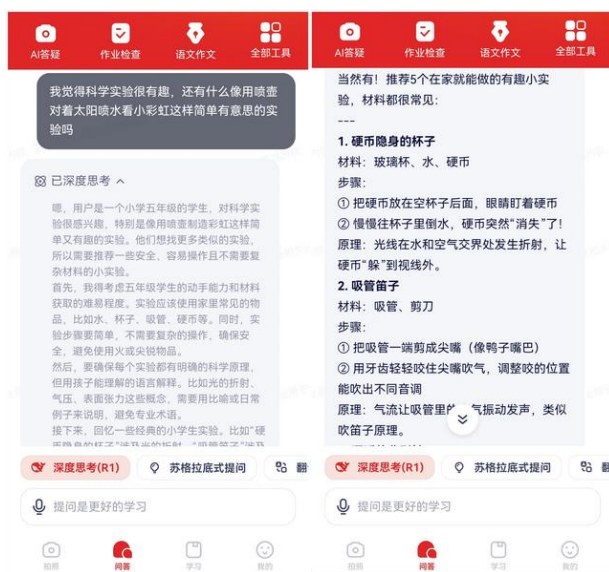 AI答疑
作业检查
语文作文
全部工具
我觉得科学实验很有趣，还有什么像用喷壶
对着太阳喷水看小彩虹这样简单有意思的实
验吗
已深度思考
嗯，用户是一个小学五年级的学生，对科学实
验很感兴趣，特别是用喷壶制造彩虹这样简
单又有趣的实验。他们想找更多类似的实验，
所以需要推荐一些安全、容易操作且不需要复
杂材料的小实验。
首先，我得考虑五年级学生的动手能力和材料
获取的难易程度。实验应该使用家里常见的物
品，比如水、杯子、吸管、硬币等。同时，实
验步骤要简单，不需要复杂的操作，确保安
全，避免使用火或尖锐物品。
然后，要确保每个实验都有明确的科学原理，
但用孩子能理解的语言解释。比如光的折射、
气压、表面张力这些概念，需要用比喻或日常
例子来说明，避免专业术语。
接下来，回忆一些经典的小学生实验。比如“硬
深度思考(R1)
苏格拉底式提问
翻
提问是更好的学习
拍照
问答
学习
我的
AI答疑
作业检查
语文作文
全部工具
当然有！推荐5个在家就能做的有趣小实
验，材料都很常见：
---
1. 硬币隐身的杯子
材料：玻璃杯、水、硬币
步骤：
① 把硬币放在空杯子后面，眼睛盯着硬币
② 慢慢往杯子里倒水，硬币突然“消失”了！
原理：光线在水和空气交界处发生折射，让
硬币“躲”到视线外。
2. 吸管笛子
材料：吸管、剪刀
步骤：
① 把吸管一端剪成尖嘴（像鸭子嘴巴）
② 用牙齿轻轻咬住尖嘴吹气，调整咬的位置
能吹出不同音调
原理：气流让吸管里的气振动发声，类似
吹笛子原理。
深度思考(R1)
苏格拉底式提问
翻
提问是更好的学习
拍照
问答
学习
我的